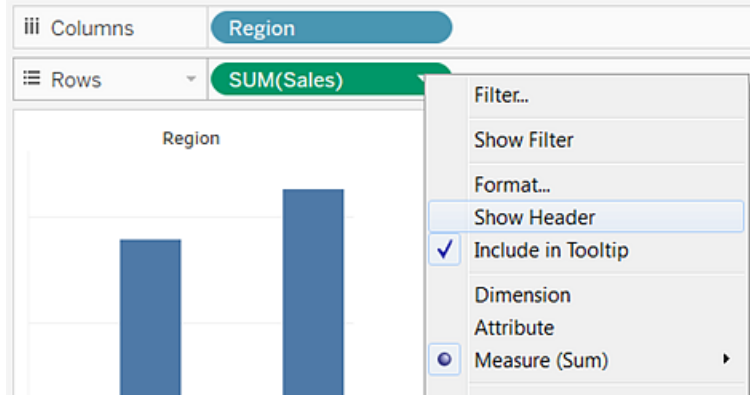 Columns
Region
Rows
SUM(Sales)
Region
Filter...
Show Filter
Format...
Show Header
Include in Tooltip
Dimension
Attribute
Measure (Sum)